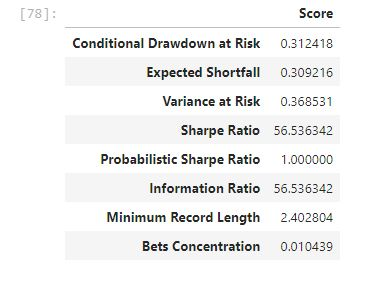 [78]:
Score
Conditional Drawdown at Risk 0.312418
Expected Shortfall 0.309216
Variance at Risk 0.368531
Sharpe Ratio 56.536342
Probabilistic Sharpe Ratio 1.000000
Information Ratio 56.536342
Minimum Record Length 2.402804
Bets Concentration 0.010439